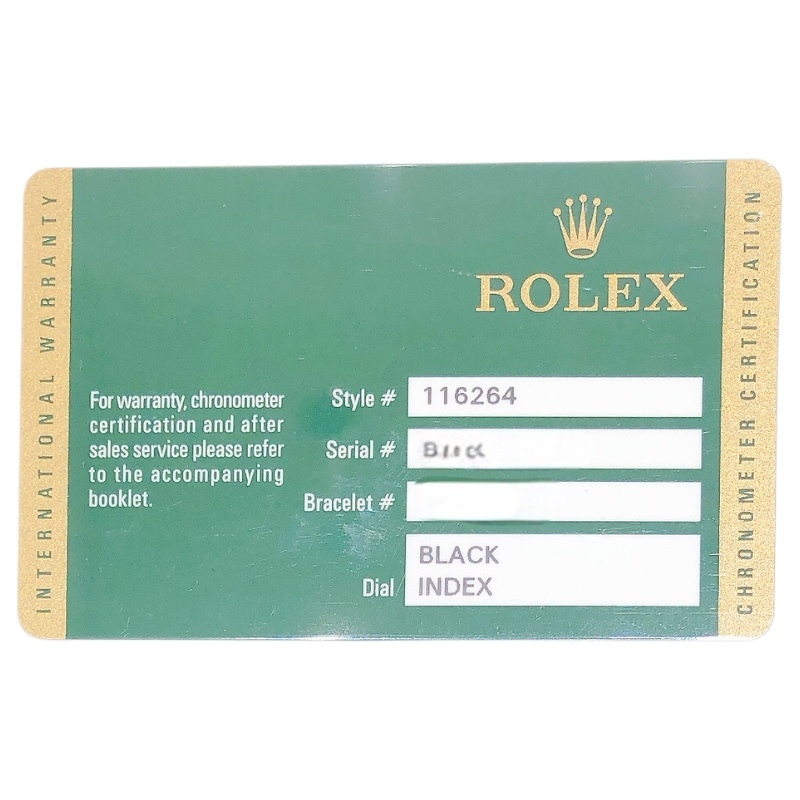 INTERNATIONAL WARRANTY
ROLEX
For warranty, chronometer
certification and after
sales service please refer
to the accompanying
booklet.
Style # 116264
Serial #
Bracelet #
Dial BLACK
INDEX
CHRONOMETER CERTIFICATION